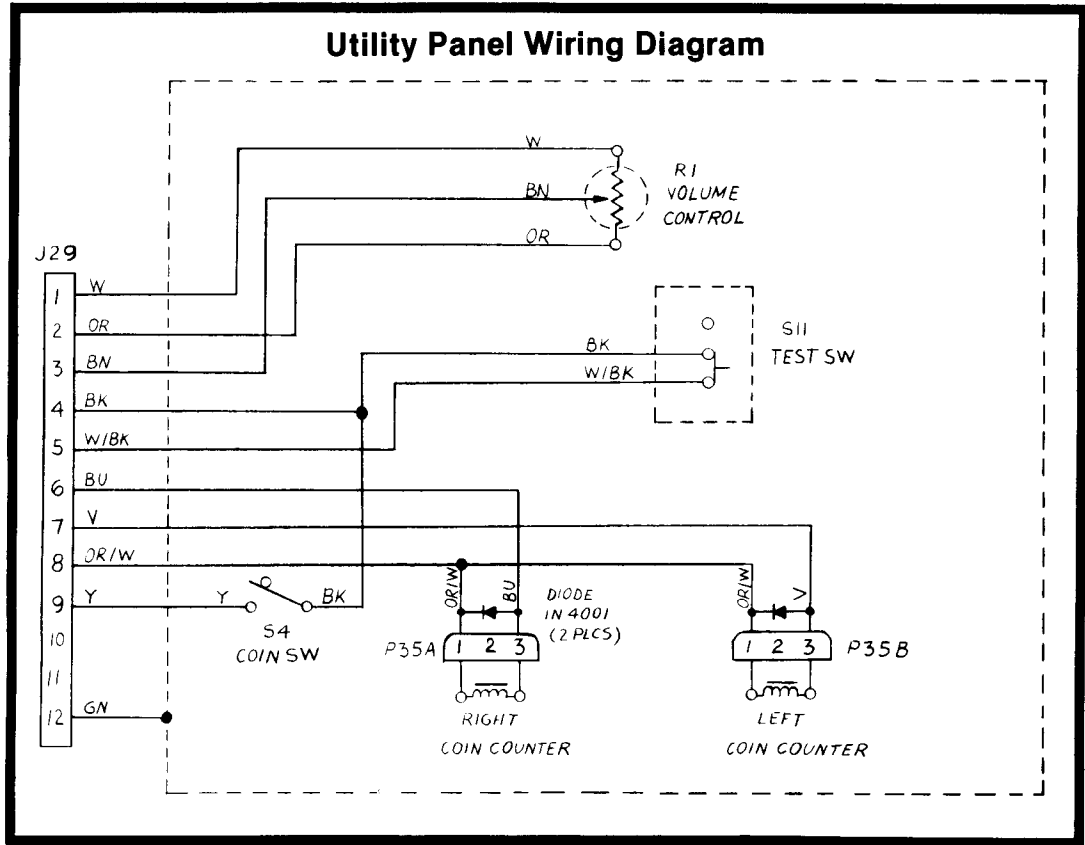 Utility Panel Wiring Diagram
W
R1
VOLUME
CONTROL
BN
OR
J29
1 W
2 OR
3 BN
4 BK
5 W/BK
6 BU
7 V
8 OR/W
9 Y
10
11
12 GN
BK
W/BK
S11
TEST SW
Y
BK
S4
COIN SW
OR/W
BU
DIODE
IN 4001
(2 PLCS)
OR/W
V
P35A
1 2 3
1 2 3
P35B
RIGHT
COIN COUNTER
LEFT
COIN COUNTER